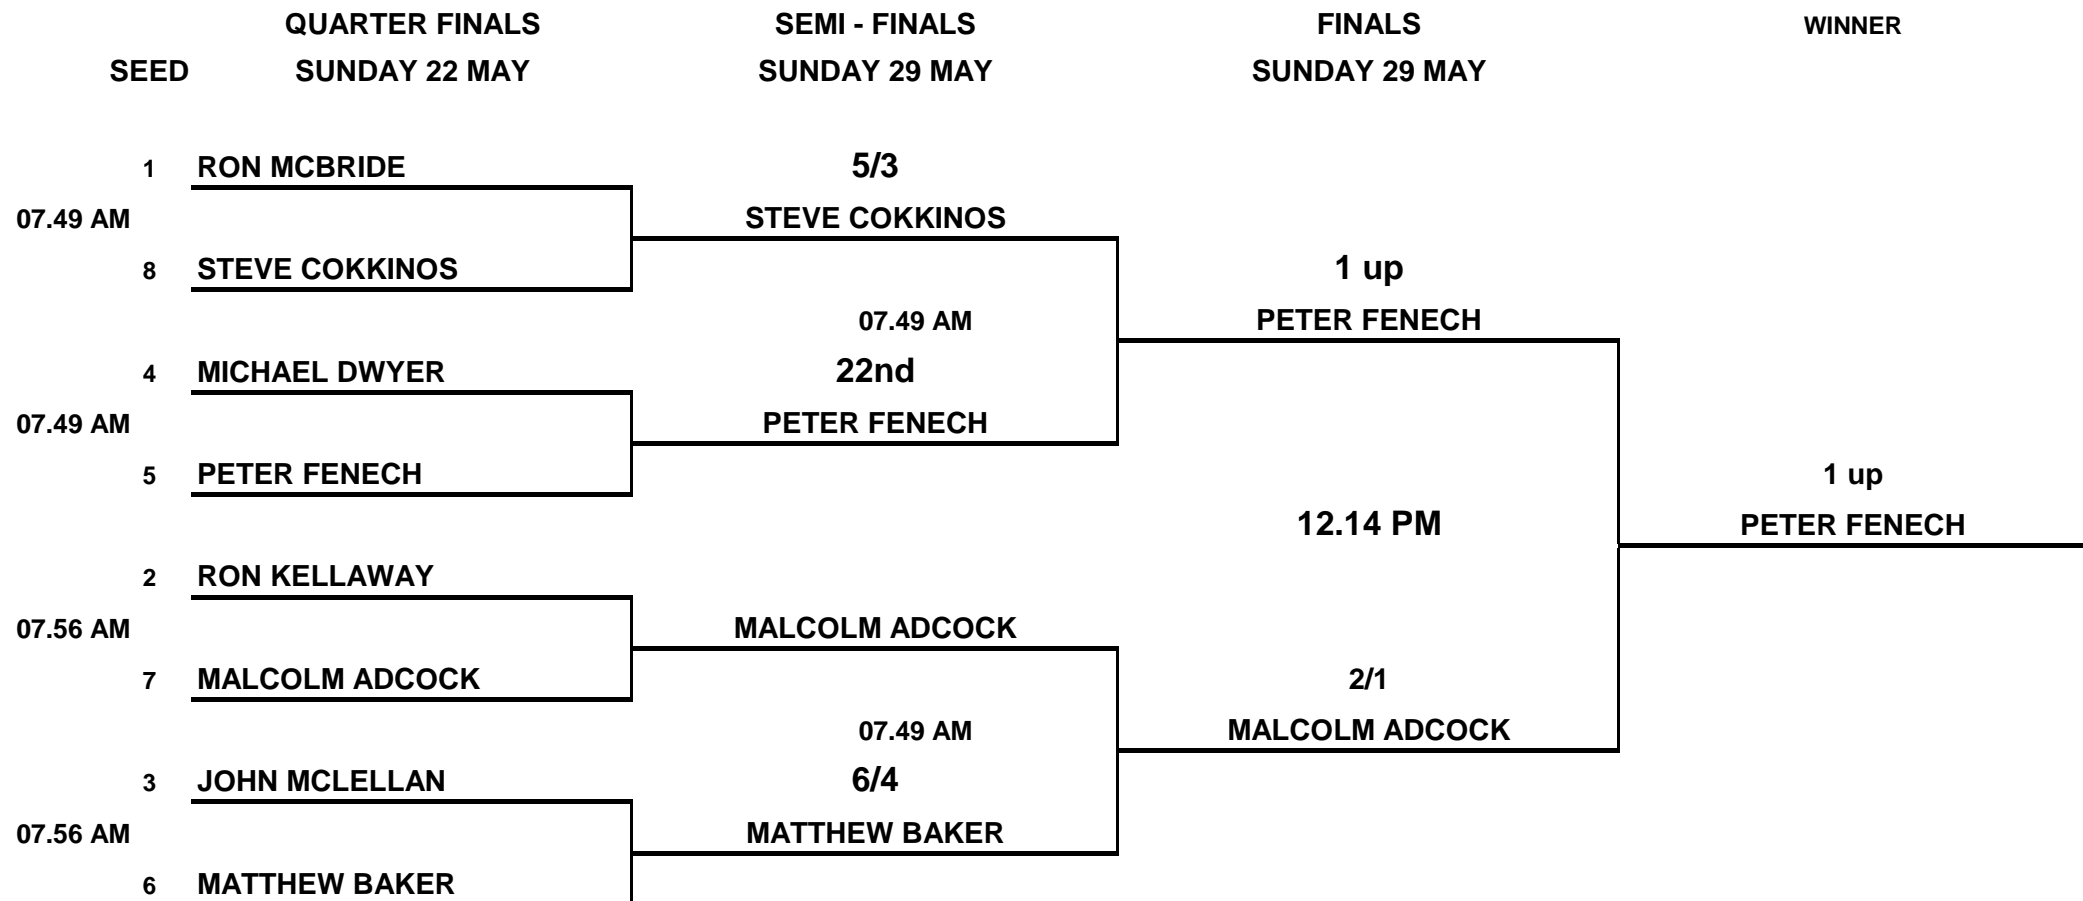 QUARTER FINALS SEMI - FINALS FINALS WINNER
SEED SUNDAY 22 MAY SUNDAY 29 MAY SUNDAY 29 MAY
1 RON MCBRIDE 5/3
07.49 AM STEVE COKKINOS
8 STEVE COKKINOS 1 up
07.49 AM PETER FENECH
4 MICHAEL DWYER 22nd
07.49 AM PETER FENECH
5 PETER FENECH 1 up
12.14 PM PETER FENECH
2 RON KELLAWAY
07.56 AM MALCOLM ADCOCK
7 MALCOLM ADCOCK 2/1
07.49 AM MALCOLM ADCOCK
3 JOHN MCLELLAN 6/4
07.56 AM MATTHEW BAKER
6 MATTHEW BAKER